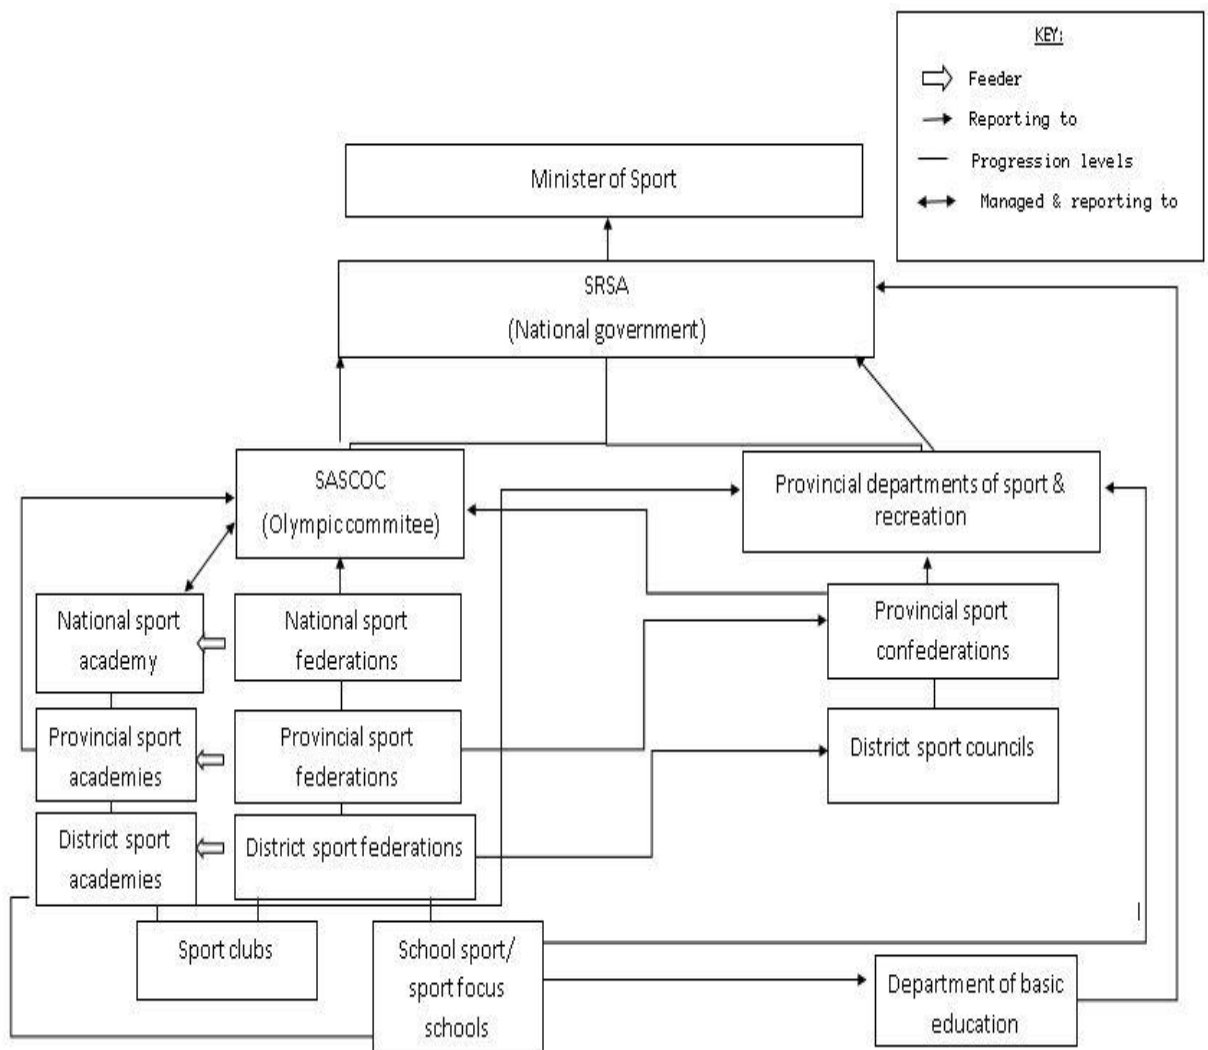 KEY:
Feeder
Reporting to
Progression levels
Managed & reporting to
Minister of Sport
SRSA
(National government)
SASCOC
(Olympic commitee)
Provincial departments of sport &
recreation
National sport
academy
National sport
federations
Provincial sport
confederations
Provincial sport
academies
Provincial sport
federations
District sport councils
District sport
academies
District sport federations
Sport clubs
School sport/
sport focus
schools
Department of basic
education